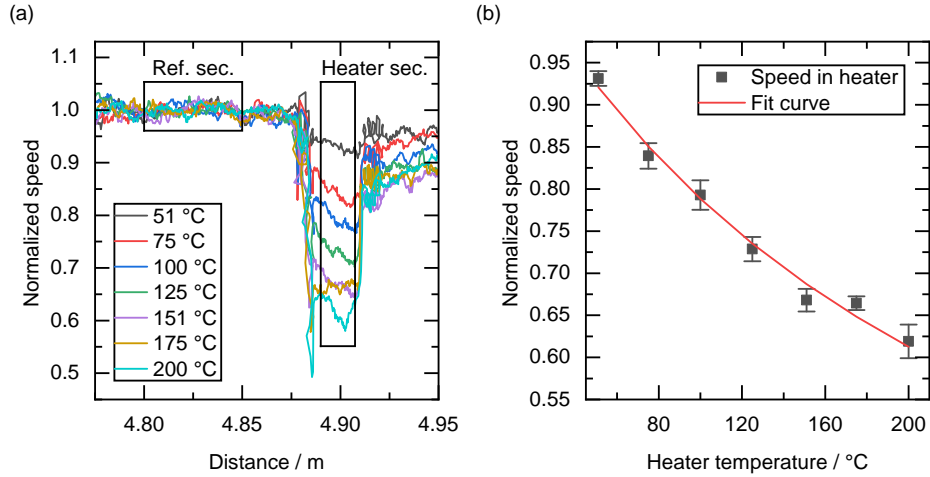 (a)
Normalized speed
1.1
1.0
0.9
0.8
0.7
0.6
0.5
Ref. sec.
Heater sec.
51 °C
75 °C
100 °C
125 °C
151 °C
175 °C
200 °C
4.80
4.85
4.90
4.95
Distance / m
(b)
Normalized speed
0.95
0.90
0.85
0.80
0.75
0.70
0.65
0.60
0.55
Speed in heater
Fit curve
80
120
160
200
Heater temperature / °C